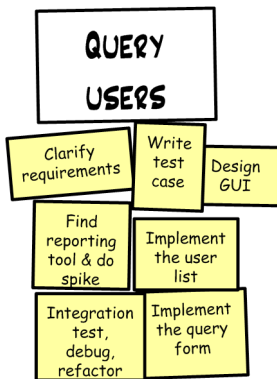 QUERY
USERS
Clarify
requirements
Write
test
case
Design
GUI
Find
reporting
tool & do
spike
Implement
the user
list
Integration
test,
debug,
refactor
Implement
the query
form